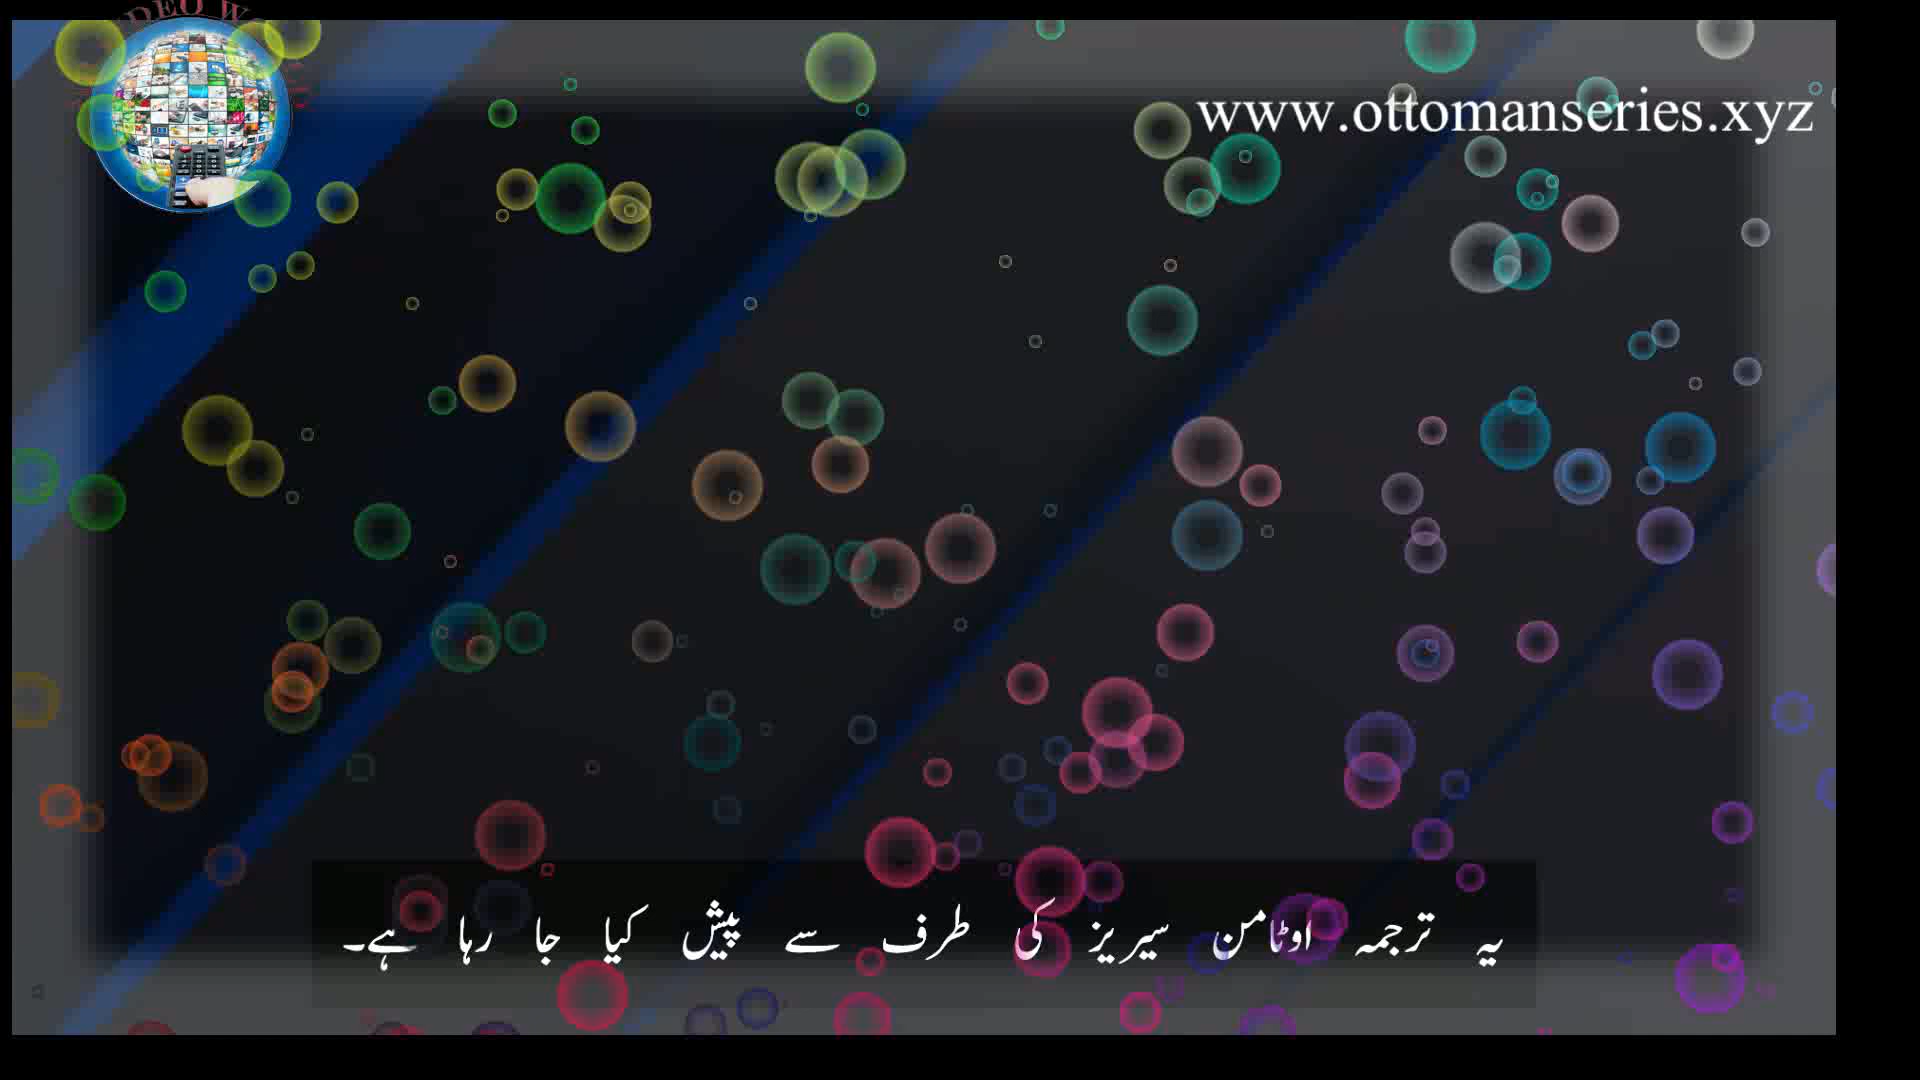 www.ottomanseries.xyz
یہ ترجمہ اوٹامن سیریز کی طرف سے پیش کیا جا رہا ہے۔